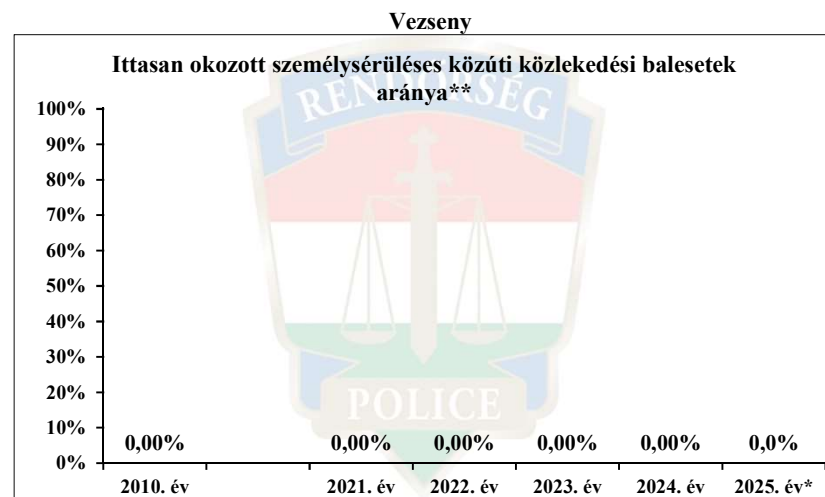 Vezseny
Ittasan okozott személysérüléses közúti közlekedési balesetek
aránya**
RENDŐRSÉG
100%
90%
80%
70%
60%
50%
40%
30%
20%
10%
0%
POLICE
0,00% 0,00% 0,00% 0,00% 0,00% 0,0%
2010. év 2021. év 2022. év 2023. év 2024. év 2025. év*